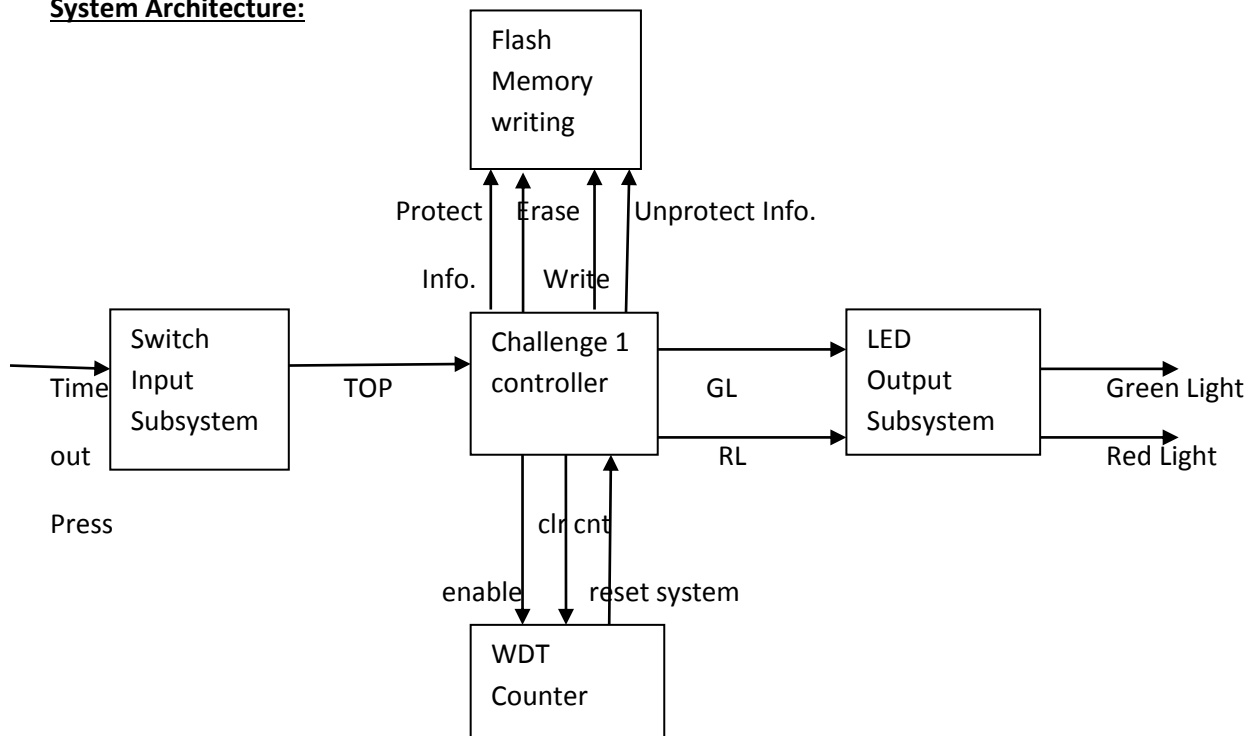 System Architecture:
Flash
Memory
writing
Protect
Info.
Erase
Write
Unprotect Info.
Switch
Input
Subsystem
Time
out
Press
TOP
Challenge 1
controller
GL
RL
LED
Output
Subsystem
Green Light
Red Light
clr cnt
enable
reset system
WDT
Counter